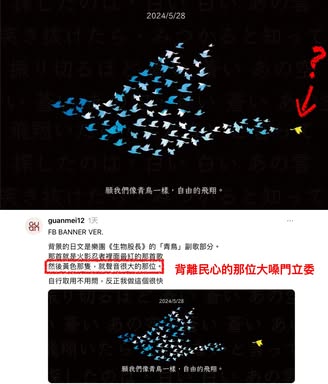 2024/5/28
?
願我們像青鳥一樣，自由的飛翔。
guanmei12 1天
FB BANNER VER.
背景的日文是樂團《生物股長》的「青鳥」副歌部分。
那首就是火影忍者裡面最紅的那首歌
然後黃色那隻，就聲音很大的那位。
背離民心的那位大嗓門立委
自行取用不用問，反正我做這個很快
2024/5/28
願我們像青鳥一樣，自由的飛翔。